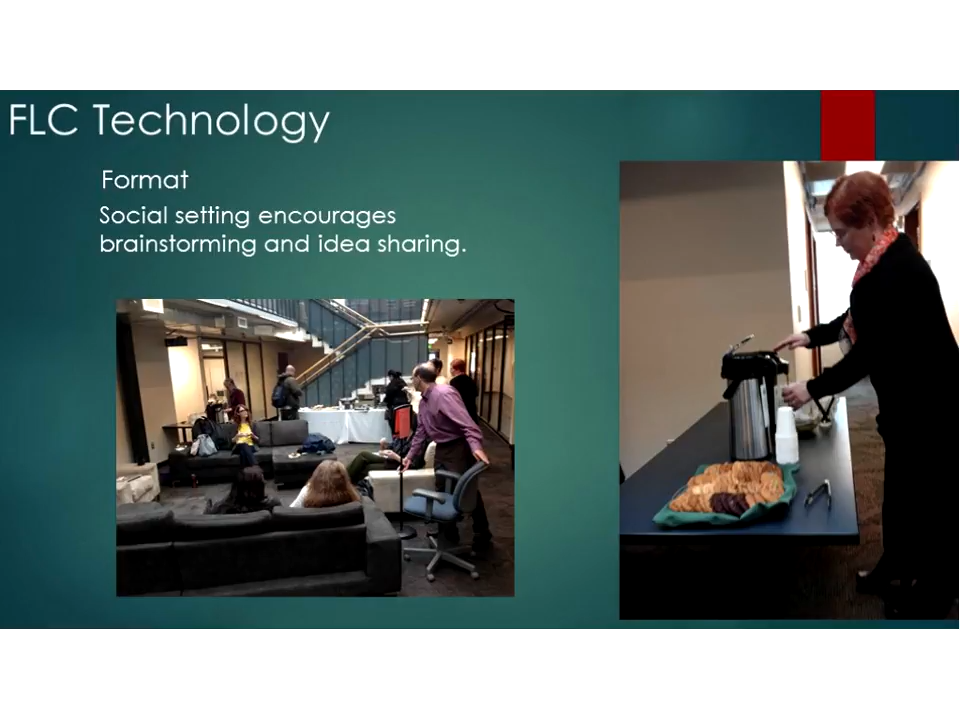 FLC Technology
Format
Social setting encourages
brainstorming and idea sharing.